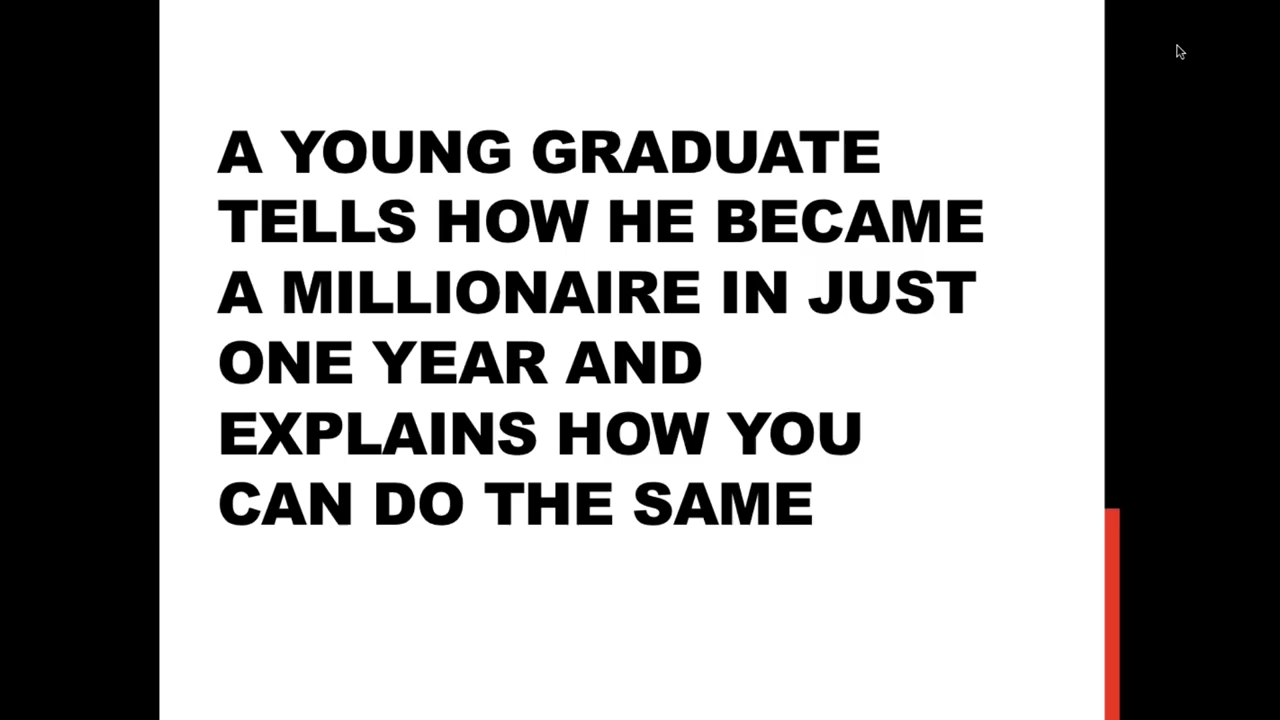 A YOUNG GRADUATE
TELLS HOW HE BECAME
A MILLIONAIRE IN JUST
ONE YEAR AND
EXPLAINS HOW YOU
CAN DO THE SAME